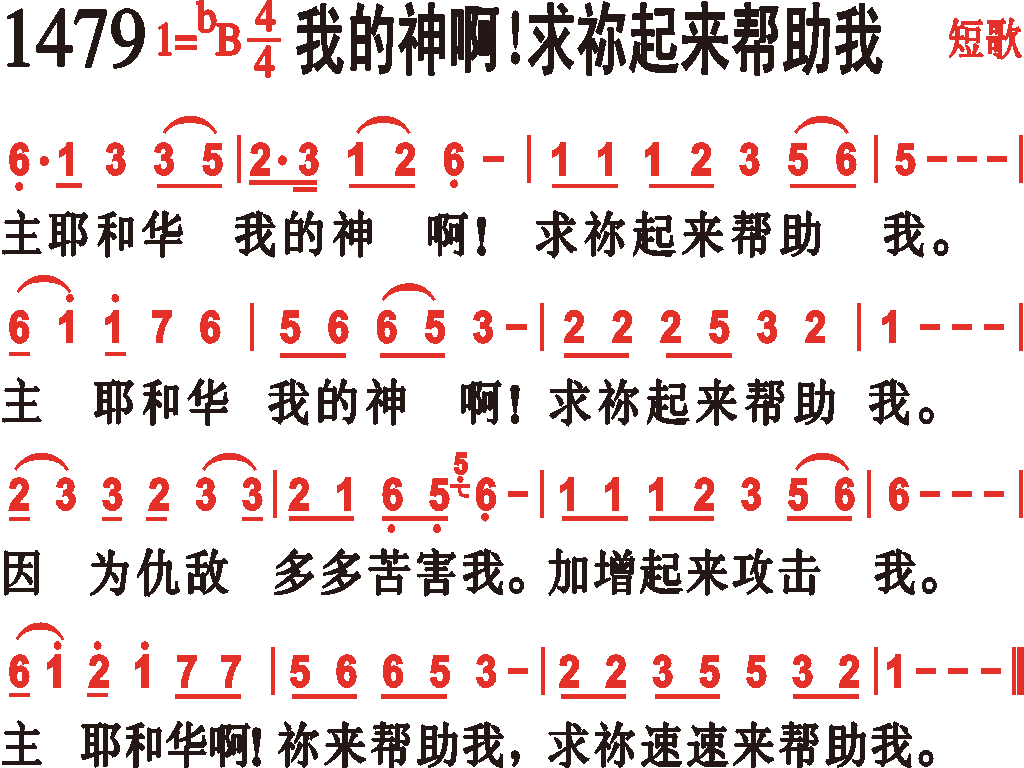 1479 1=bB 4/4 我的神啊!求祢起来帮助我 短歌
6·1 3 3 5|2·3 1 2 6 -|1 1 1 2 3 5 6|5 - - -|
主耶和华 我的神 啊! 求祢起来帮助 我。
6 1 1 7 6|5 6 6 5 3 -|2 2 2 5 3 2|1 - - -|
主 耶和华 我的神 啊! 求祢起来帮助 我。
2 3 3 2 3 3|2 1 6 5 5 6 -|1 1 1 2 3 5 6|6 - - -|
因 为仇敌 多多苦害我。加增起来攻击 我。
6 1 2 1 7 7|5 6 6 5 3 -|2 2 3 5 5 3 2|1 - - -‖
主 耶和华啊! 祢来帮助我,求祢速速来帮助我。